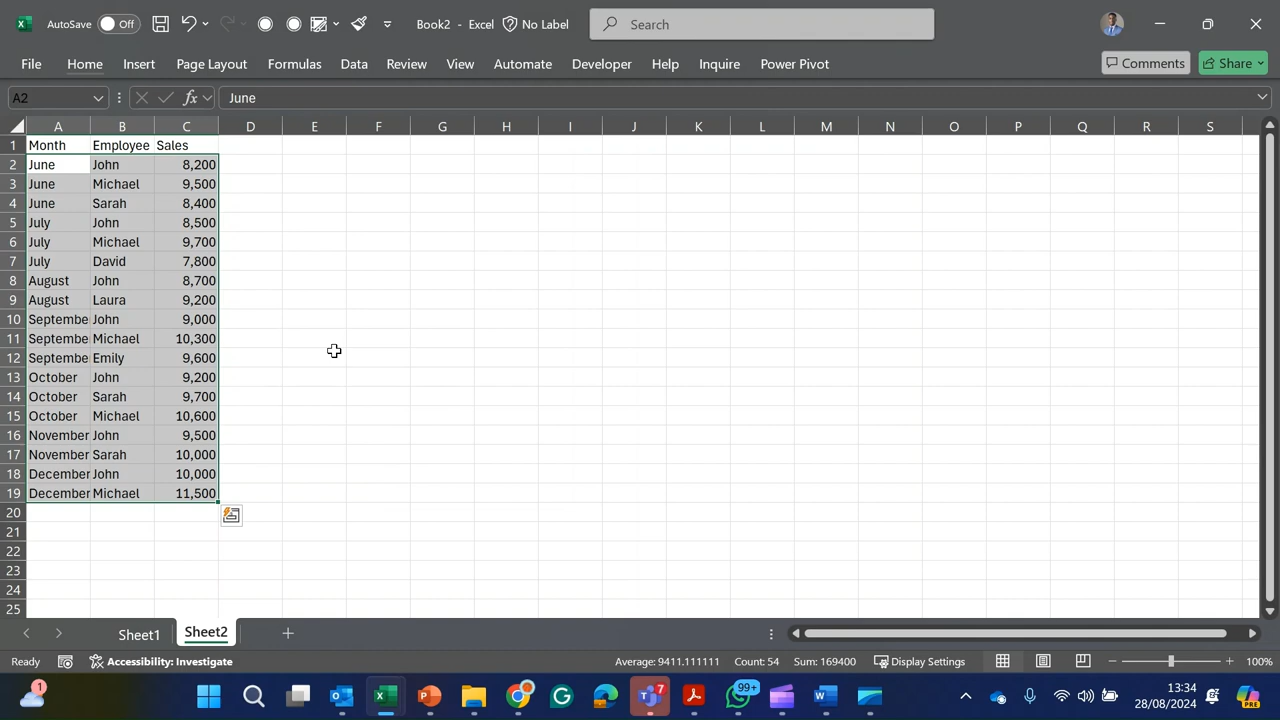 AutoSave Off Book2 - Excel No Label Search
File Home Insert Page Layout Formulas Data Review View Automate Developer Help Inquire Power Pivot Comments Share
A2 fx June
A B C D E F G H I J K L M N O P Q R S
1 Month Employee Sales
2 June John 8,200
3 June Michael 9,500
4 June Sarah 8,400
5 July John 8,500
6 July Michael 9,700
7 July David 7,800
8 August John 8,700
9 August Laura 9,200
10 Septembe John 9,000
11 Septembe Michael 10,300
12 Septembe Emily 9,600
13 October John 9,200
14 October Sarah 9,700
15 October Michael 10,600
16 November John 9,500
17 November Sarah 10,000
18 December John 10,000
19 December Michael 11,500
20
21
22
23
24
25
Sheet1 Sheet2
Ready Accessibility: Investigate Average: 9411.111111 Count: 54 Sum: 169400 Display Settings 100%
1 7 99+ 13:34 PRE
28/08/2024